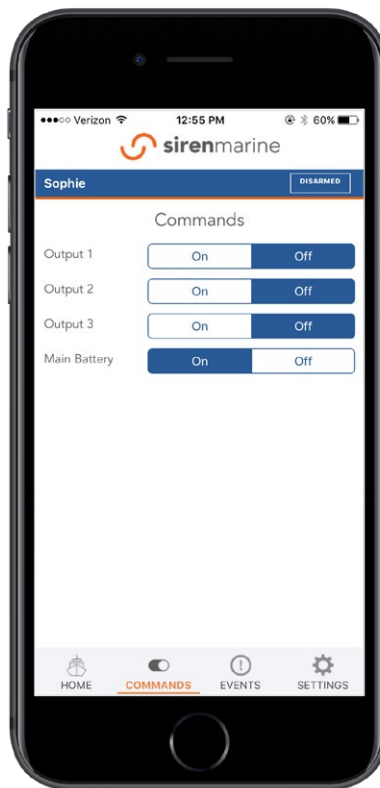 Verizon 12:55 PM 60%
sirenmarine
Sophie DISARMED
Commands
Output 1 On Off
Output 2 On Off
Output 3 On Off
Main Battery On Off
HOME COMMANDS EVENTS SETTINGS